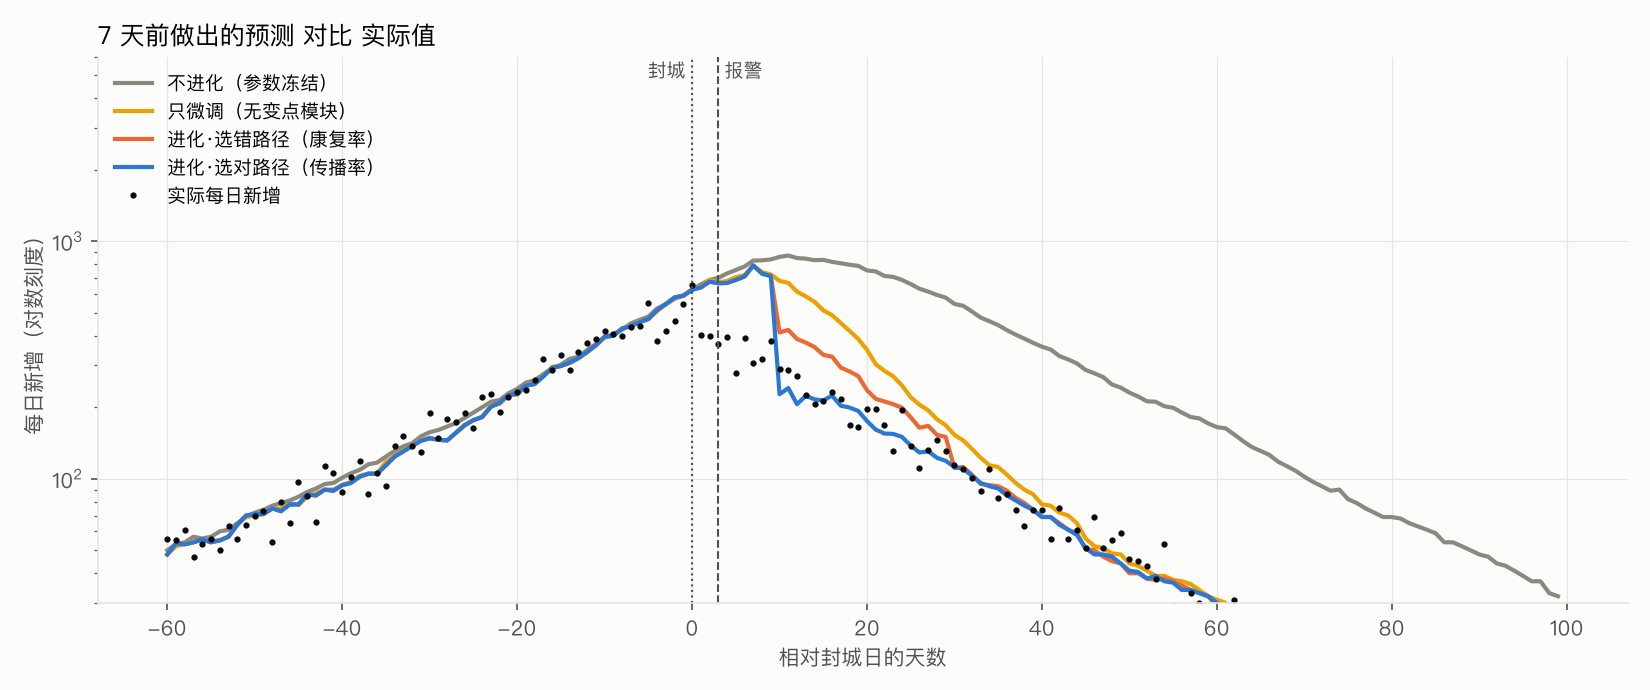 7 天前做出的预测 对比 实际值
封城
报警
不进化（参数冻结）
只微调（无变点模块）
进化·选错路径（康复率）
进化·选对路径（传播率）
实际每日新增
每日新增（对数刻度）
10³
10²
−60
−40
−20
0
20
40
60
80
100
相对封城日的天数